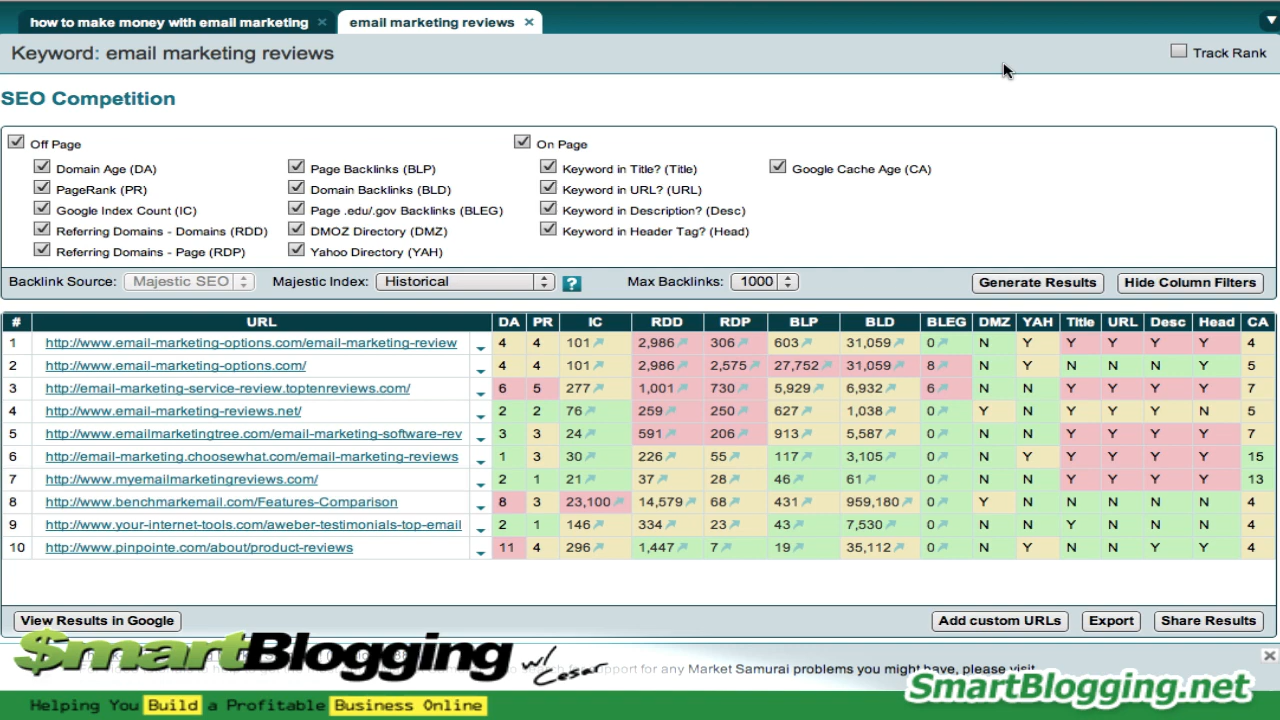 how to make money with email marketing ×
email marketing reviews ×
Keyword: email marketing reviews
Track Rank
SEO Competition
Off Page
On Page
Domain Age (DA)
Page Backlinks (BLP)
Keyword in Title? (Title)
Google Cache Age (CA)
PageRank (PR)
Domain Backlinks (BLD)
Keyword in URL? (URL)
Google Index Count (IC)
Page .edu/.gov Backlinks (BLEG)
Keyword in Description? (Desc)
Referring Domains - Domains (RDD)
DMOZ Directory (DMZ)
Keyword in Header Tag? (Head)
Referring Domains - Page (RDP)
Yahoo Directory (YAH)
Backlink Source: Majestic SEO Majestic Index: Historical ? Max Backlinks: 1000 Generate Results Hide Column Filters
# URL DA PR IC RDD RDP BLP BLD BLEG DMZ YAH Title URL Desc Head CA
1 http://www.email-marketing-options.com/email-marketing-review 4 4 101 2,986 306 603 31,059 0 N Y Y Y Y Y 4
2 http://www.email-marketing-options.com/ 4 4 101 2,986 2,575 27,752 31,059 8 N Y N N N Y 5
3 http://email-marketing-service-review.toptenreviews.com/ 6 5 277 1,001 730 5,929 6,932 6 N N Y Y Y Y 7
4 http://www.email-marketing-reviews.net/ 2 2 76 259 250 627 1,038 0 Y N Y Y Y N 5
5 http://www.emailmarketingtree.com/email-marketing-software-rev 3 3 24 591 206 913 5,587 0 N N Y Y Y Y 7
6 http://email-marketing.choosewhat.com/email-marketing-reviews 1 3 30 226 55 117 3,105 0 N Y Y Y Y Y 15
7 http://www.myemailmarketingreviews.com/ 2 1 21 37 28 46 61 0 N N Y Y Y Y 13
8 http://www.benchmarkemail.com/Features-Comparison 8 3 23,100 14,579 68 431 959,180 0 Y N N N N N 4
9 http://www.your-internet-tools.com/aweber-testimonials-top-email 2 1 146 334 23 43 7,530 0 N N Y N N N 4
10 http://www.pinpointe.com/about/product-reviews 11 4 296 1,447 7 19 35,112 0 N Y N N Y Y 4
View Results in Google
Add custom URLs Export Share Results
$martBlogging w/ Cesar
support for any Market Samurai problems you might have, please visit
SmartBlogging.net
Helping You Build a Profitable Business Online